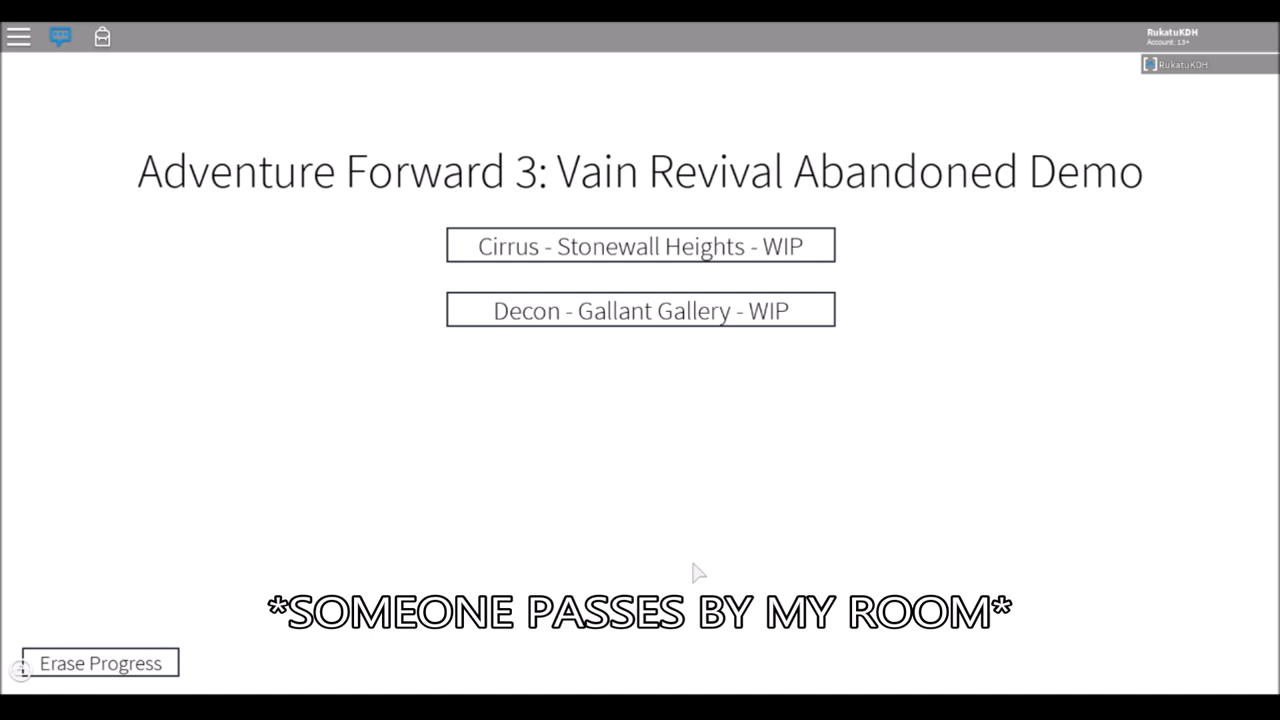 RukatuKDH
Account: 13+
RukatuKDH
Adventure Forward 3: Vain Revival Abandoned Demo
Cirrus - Stonewall Heights - WIP
Decon - Gallant Gallery - WIP
*SOMEONE PASSES BY MY ROOM*
Erase Progress